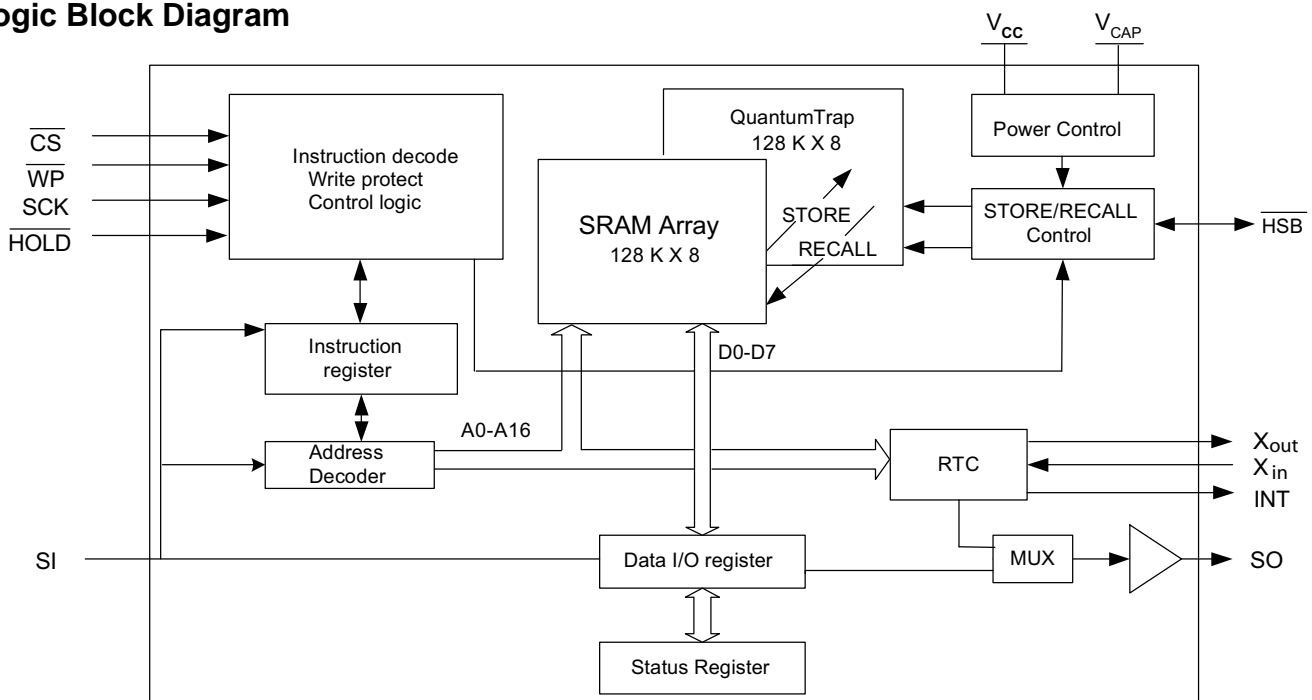 ogic Block Diagram
VCC
VCAP
QuantumTrap
128 K X 8
Power Control
CS
WP
SCK
HOLD
Instruction decode
Write protect
Control logic
SRAM Array
128 K X 8
STORE
RECALL
STORE/RECALL
Control
HSB
Instruction
register
D0-D7
A0-A16
Address
Decoder
RTC
Xout
Xin
INT
SI
Data I/O register
MUX
SO
Status Register